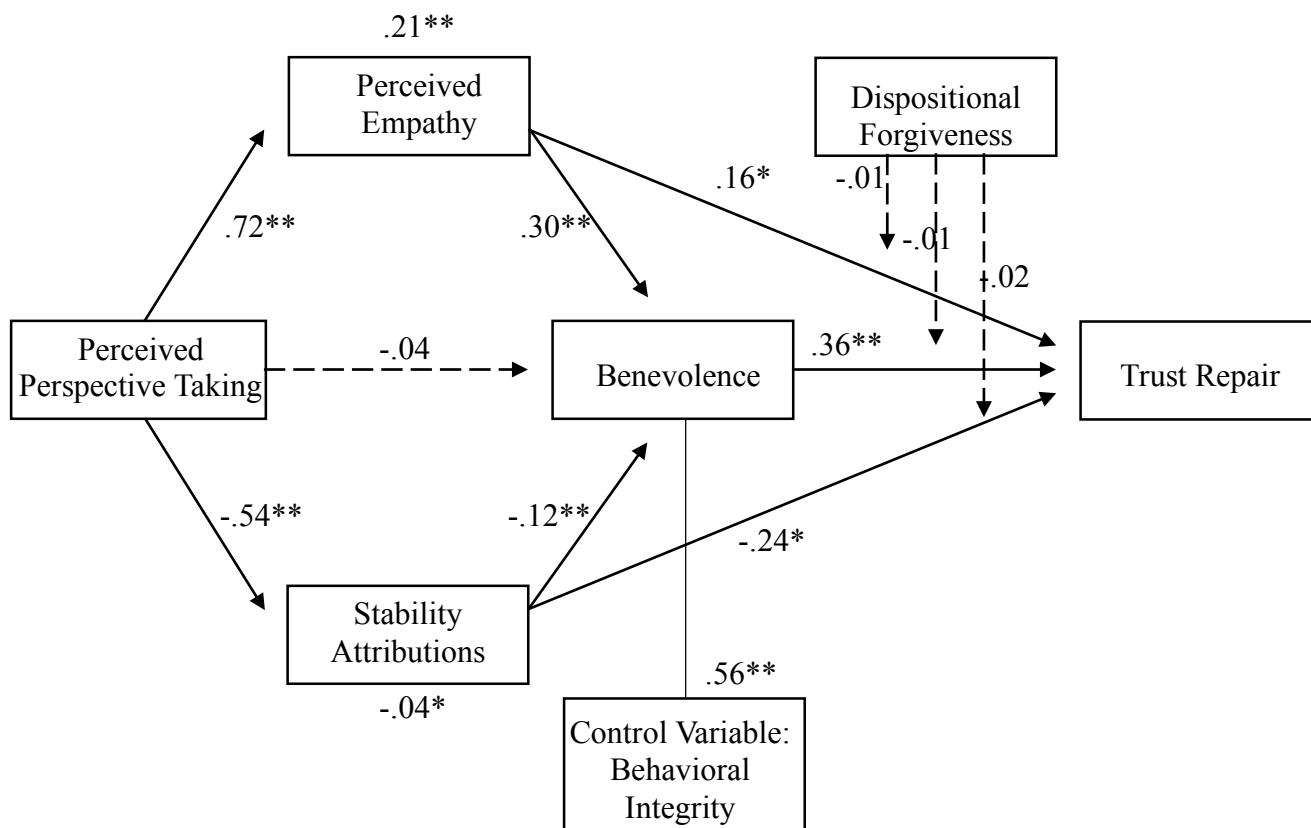 .21**
Perceived
Empathy
Dispositional
Forgiveness
.16*
-.01
.72**
.30**
-.01
-.02
Perceived
Perspective Taking
-.04
Benevolence
.36**
Trust Repair
-.54**
-.12**
-.24*
Stability
Attributions
-.04*
.56**
Control Variable:
Behavioral
Integrity